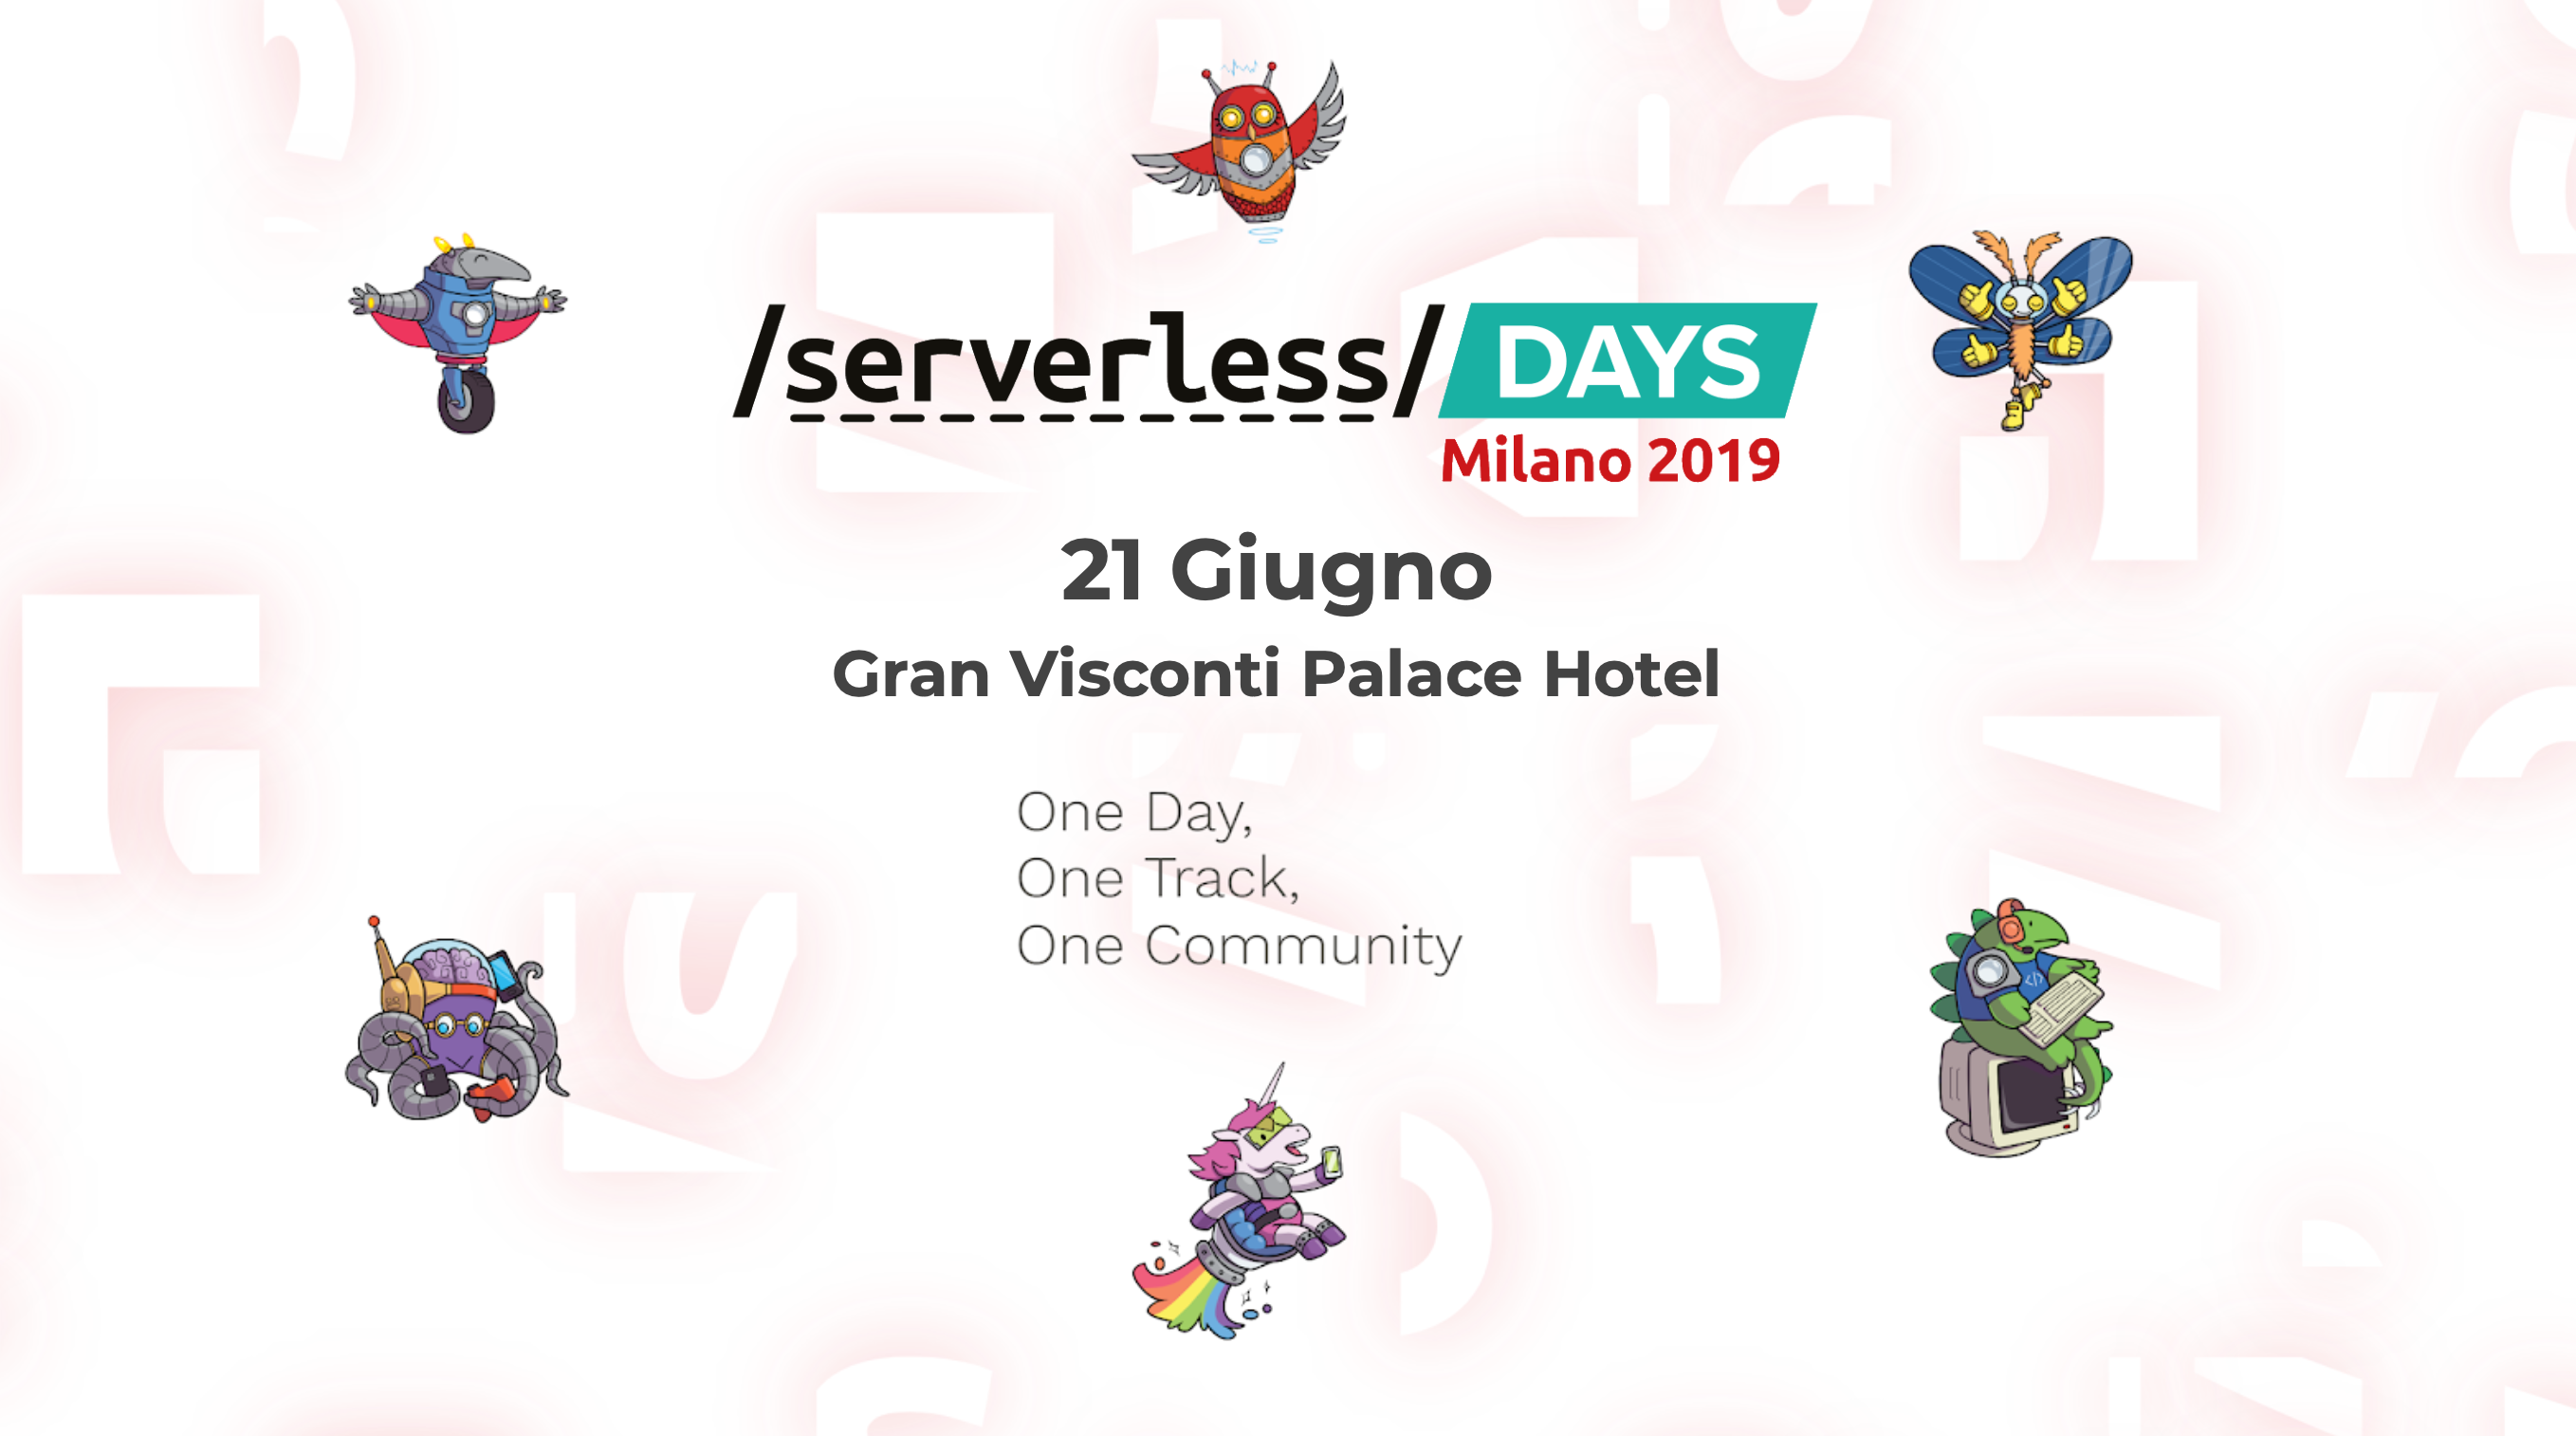 /serverless/DAYS
Milano 2019
21 Giugno
Gran Visconti Palace Hotel
One Day,
One Track,
One Community